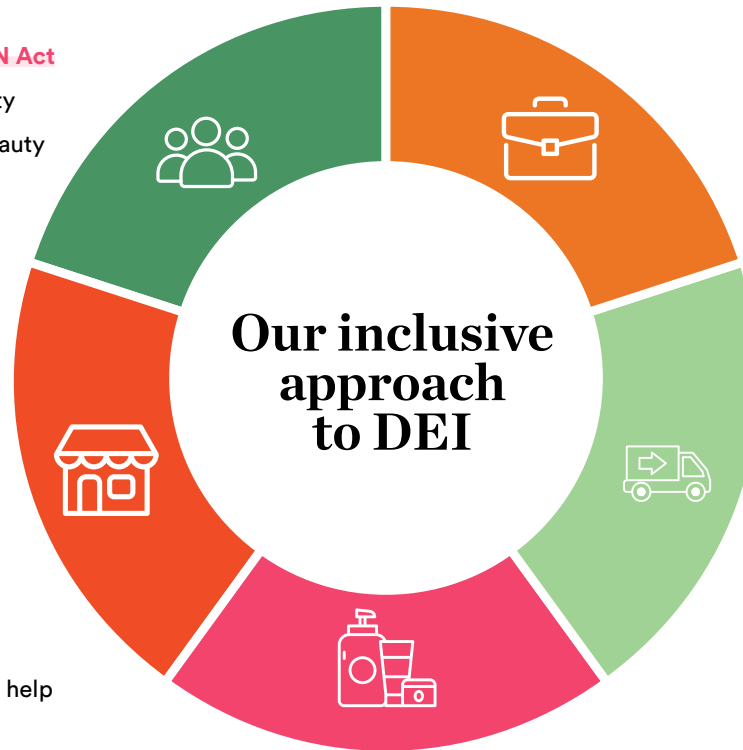 N Act
ty
auty
Our inclusive
approach
to DEI
help